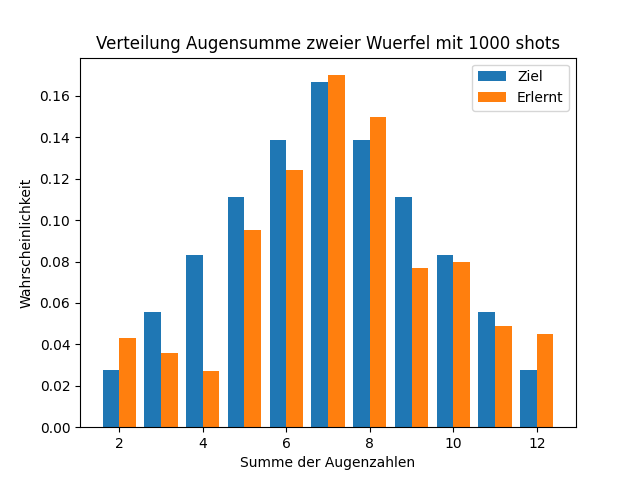 Verteilung Augensumme zweier Wuerfel mit 1000 shots
Ziel
Erlernt
Wahrscheinlichkeit
0.16
0.14
0.12
0.10
0.08
0.06
0.04
0.02
0.00
2 4 6 8 10 12
Summe der Augenzahlen